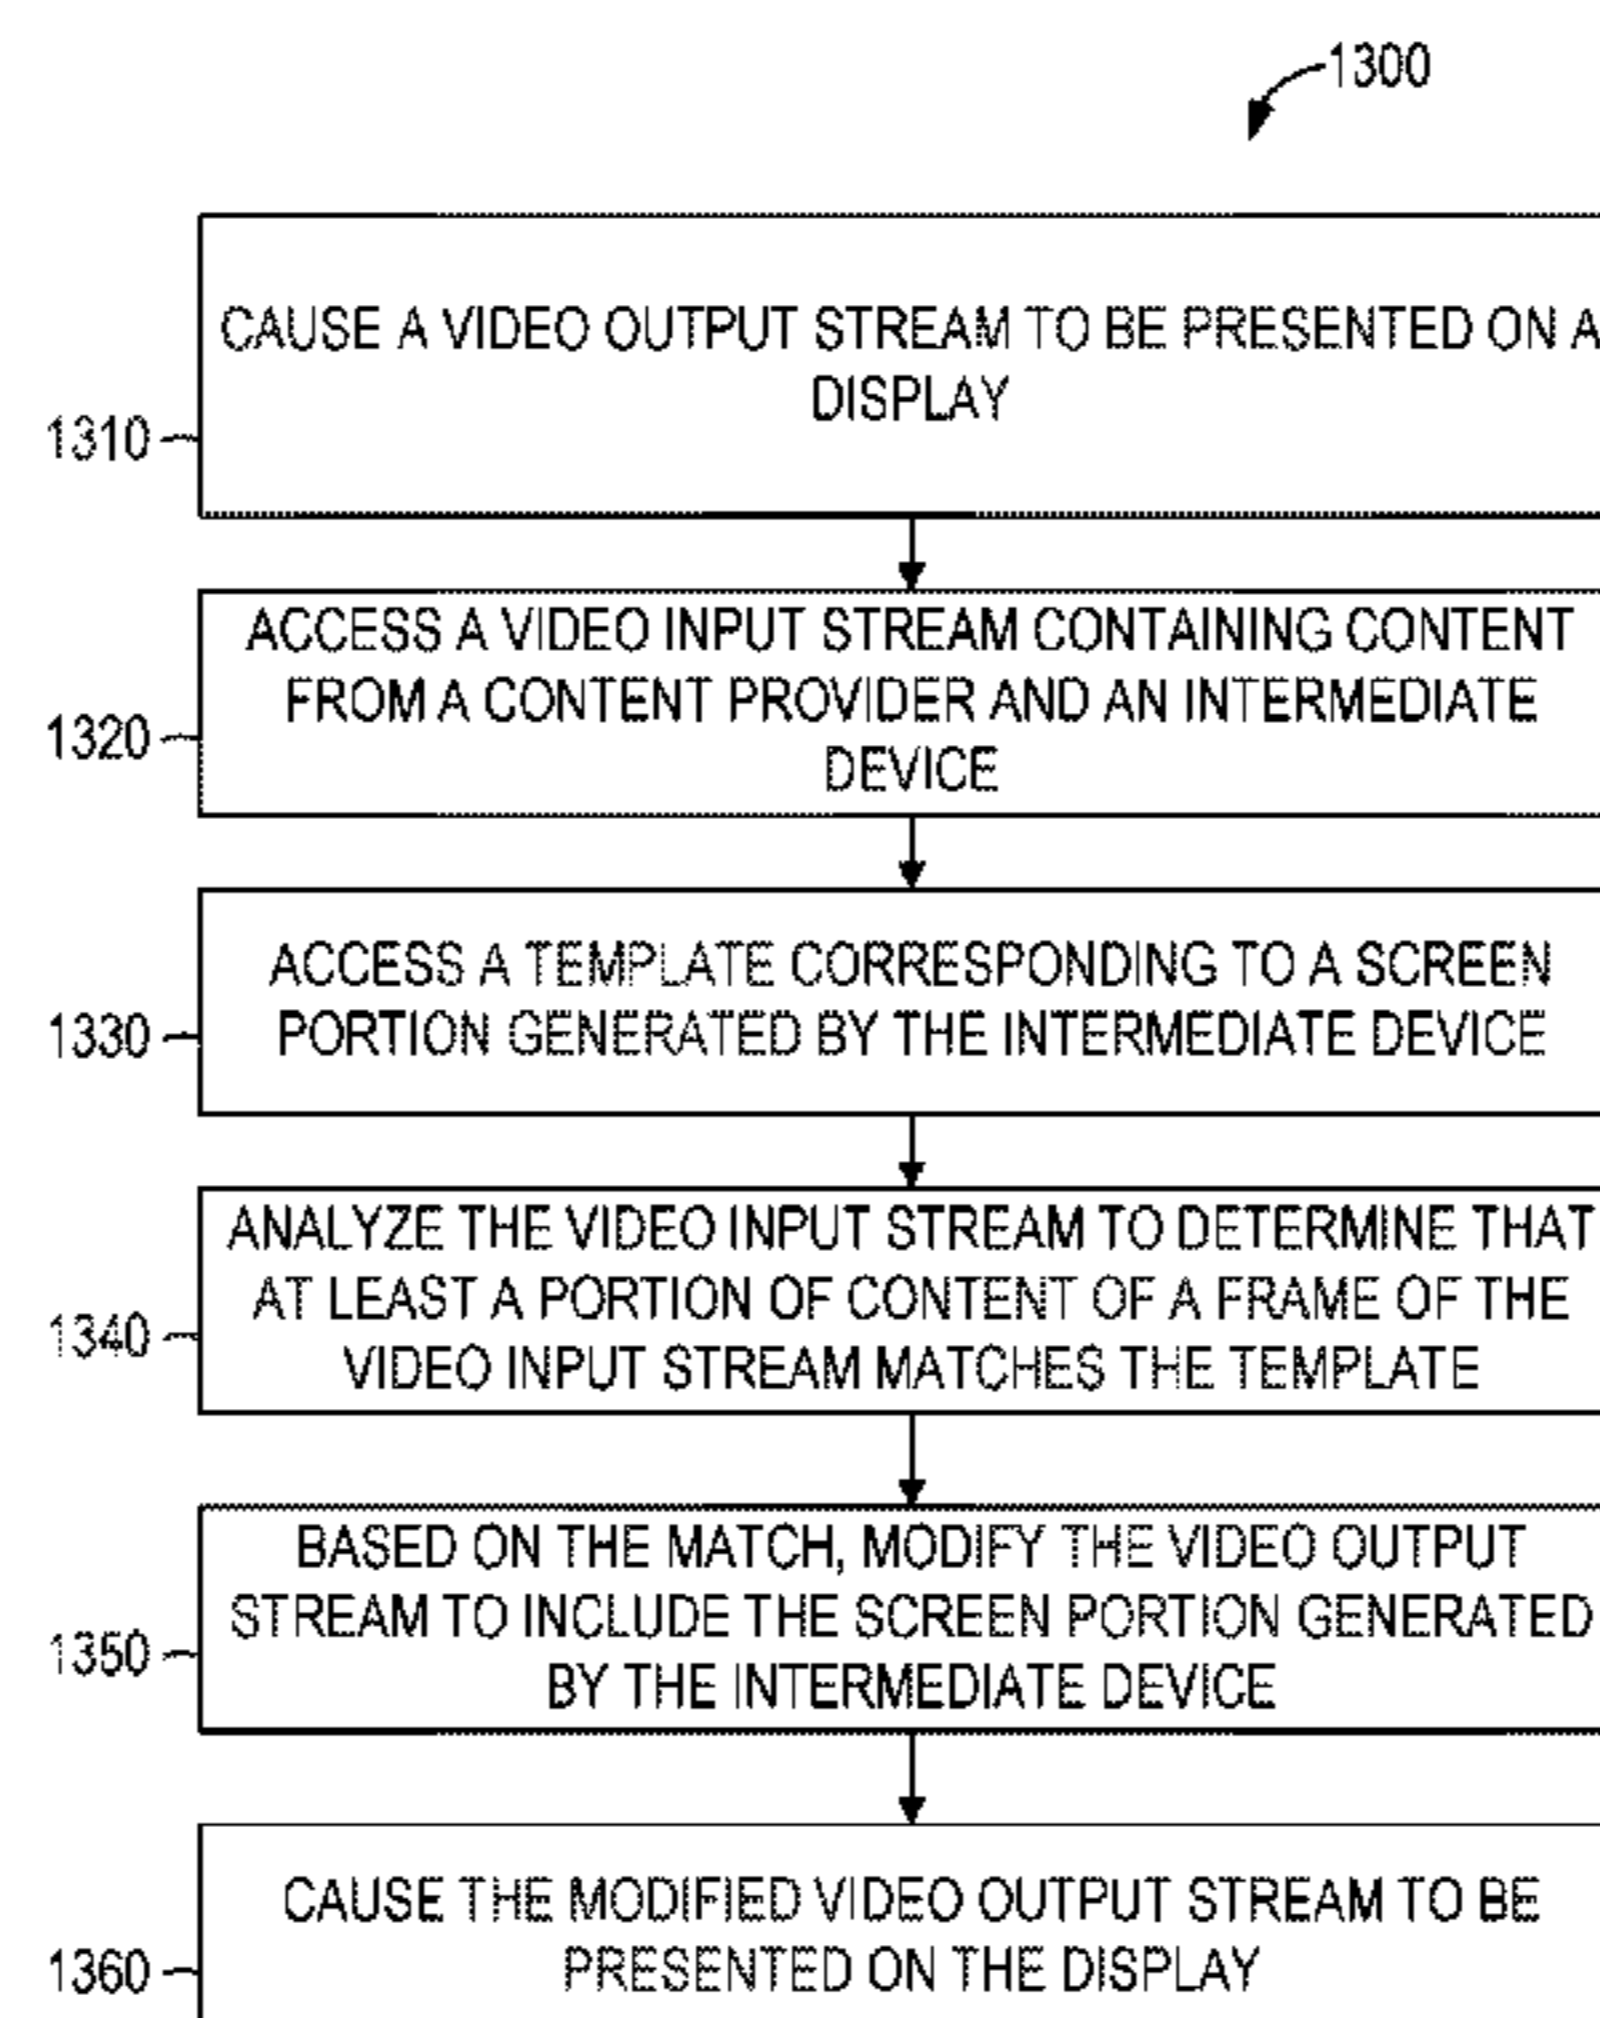 1300
CAUSE A VIDEO OUTPUT STREAM TO BE PRESENTED ON A
DISPLAY
1310
ACCESS A VIDEO INPUT STREAM CONTAINING CONTENT
FROM A CONTENT PROVIDER AND AN INTERMEDIATE
DEVICE
1320
ACCESS A TEMPLATE CORRESPONDING TO A SCREEN
PORTION GENERATED BY THE INTERMEDIATE DEVICE
1330
ANALYZE THE VIDEO INPUT STREAM TO DETERMINE THAT
AT LEAST A PORTION OF CONTENT OF A FRAME OF THE
VIDEO INPUT STREAM MATCHES THE TEMPLATE
1340
BASED ON THE MATCH, MODIFY THE VIDEO OUTPUT
STREAM TO INCLUDE THE SCREEN PORTION GENERATED
BY THE INTERMEDIATE DEVICE
1350
CAUSE THE MODIFIED VIDEO OUTPUT STREAM TO BE
PRESENTED ON THE DISPLAY
1360